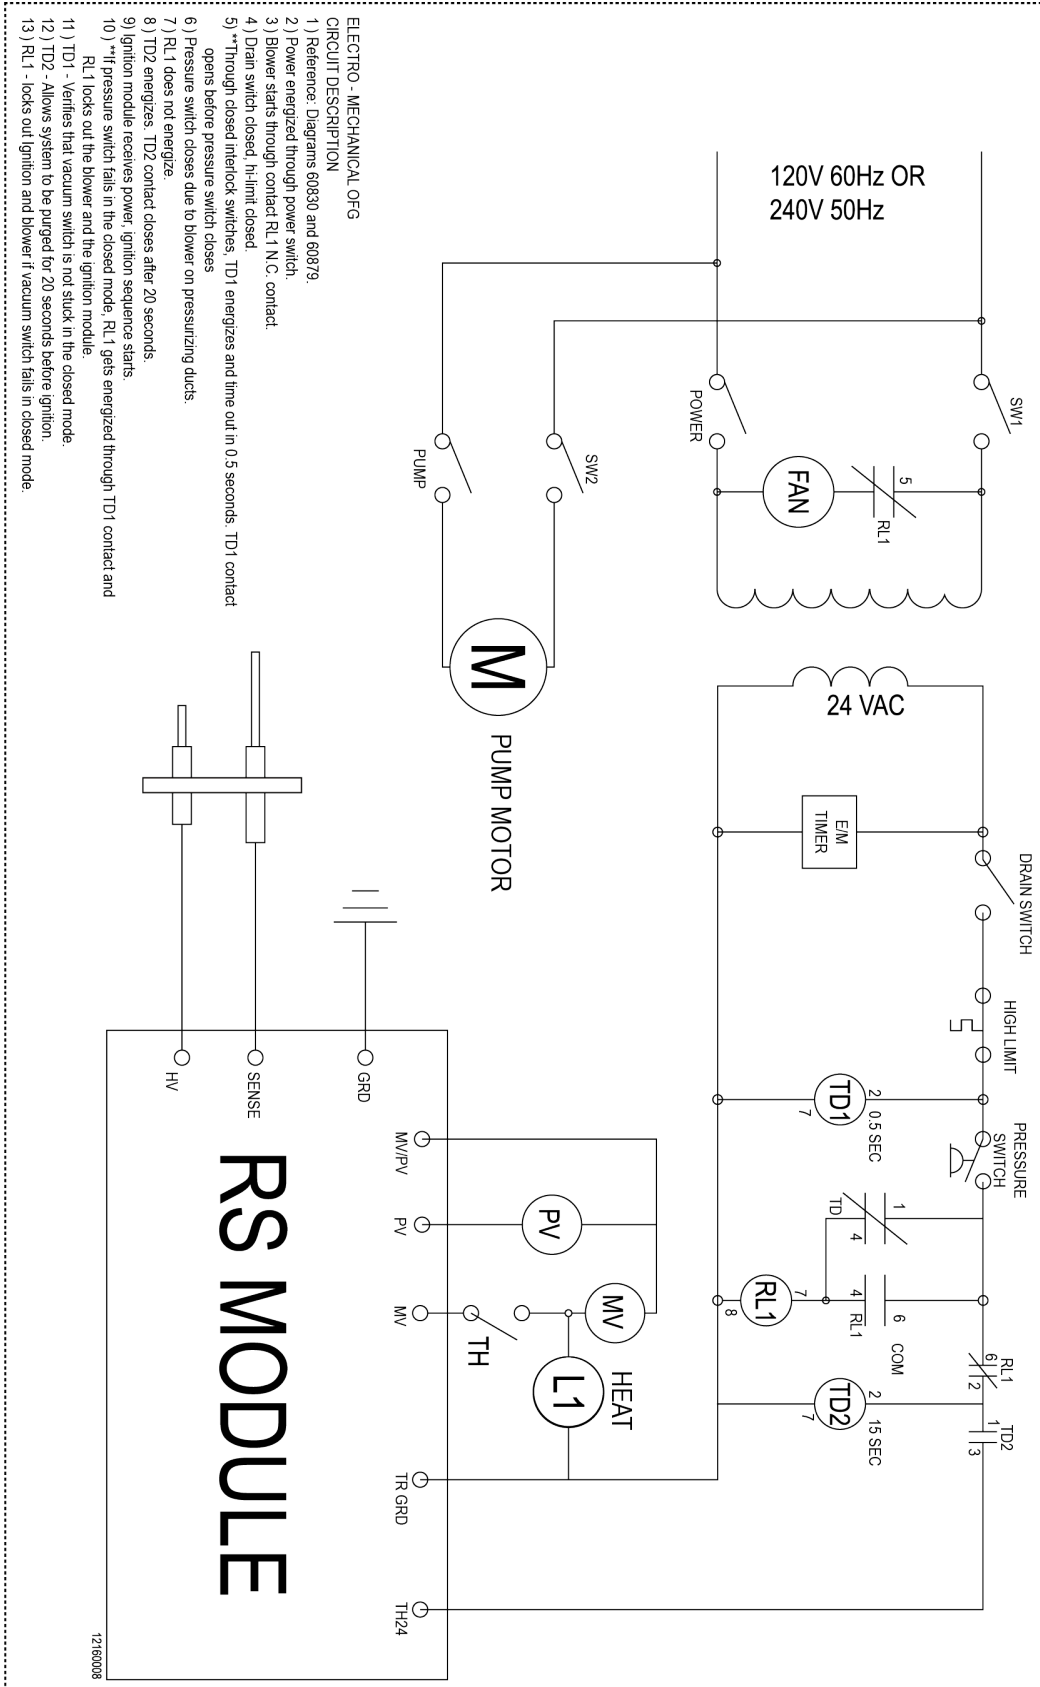 120V 60Hz OR
240V 50Hz
SW1
POWER
FAN
5
RL1
SW2
PUMP
M
PUMP MOTOR
24 VAC
E/M
TIMER
DRAIN SWITCH
HIGH LIMIT
TD1
2
0.5 SEC
7
PRESSURE
SWITCH
TD
1
4
RL1
7
8
4
RL1
6
COM
RL1
6
2
TD2
2
15 SEC
7
TD2
1
3
HV
SENSE
GRD
MV/PV
PV
MV
TR GRD
TH24
PV
MV
TH
HEAT
L1
RS MODULE
12160008
ELECTRO - MECHANICAL OFG
CIRCUIT DESCRIPTION
1 ) Reference: Diagrams 60830 and 60879.
2 ) Power energized through power switch.
3 ) Blower starts through contact RL1 N.C. contact.
4 ) Drain switch closed, hi-limit closed.
5) **Through closed interlock switches, TD1 energizes and time out in 0.5 seconds. TD1 contact
opens before pressure switch closes
6 ) Pressure switch closes due to blower on pressurizing ducts.
7 ) RL1 does not energize.
8 ) TD2 energizes. TD2 contact closes after 20 seconds.
9) Ignition module receives power, ignition sequence starts.
10 ) **If pressure switch fails in the closed mode, RL1 gets energized through TD1 contact and
RL1 locks out the blower and the ignition module.
11 ) TD1 - Verifies that vacuum switch is not stuck in the closed mode.
12 ) TD2 - Allows system to be purged for 20 seconds before ignition.
13 ) RL1 - locks out Ignition and blower if vacuum switch fails in closed mode.